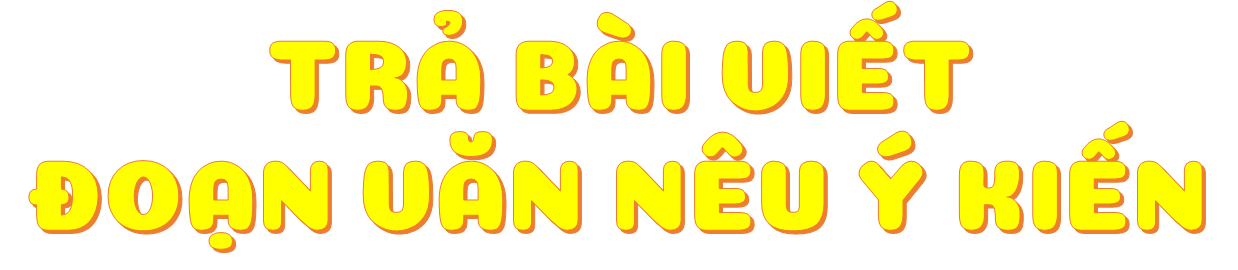 TRẢ BÀI VIẾT
ĐOẠN VĂN NÊU Ý KIẾN